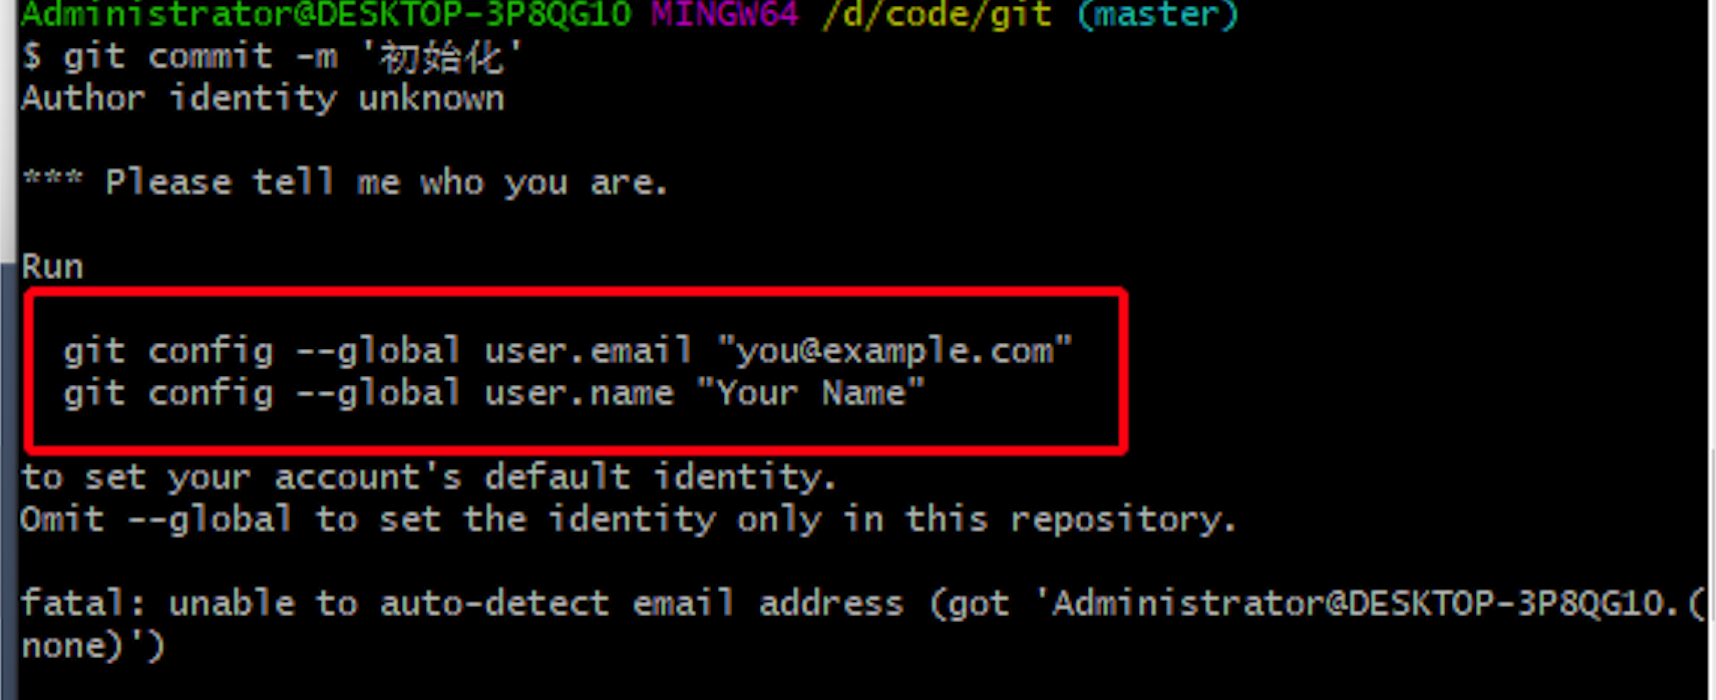 Administrator@DESKTOP-3P8QG1O MINGW64 /d/code/git (master)
$ git commit -m '初始化'
Author identity unknown
*** Please tell me who you are.
Run
git config --global user.email "you@example.com"
git config --global user.name "Your Name"
to set your account's default identity.
Omit --global to set the identity only in this repository.
fatal: unable to auto-detect email address (got 'Administrator@DESKTOP-3P8QG1O.(
none)')